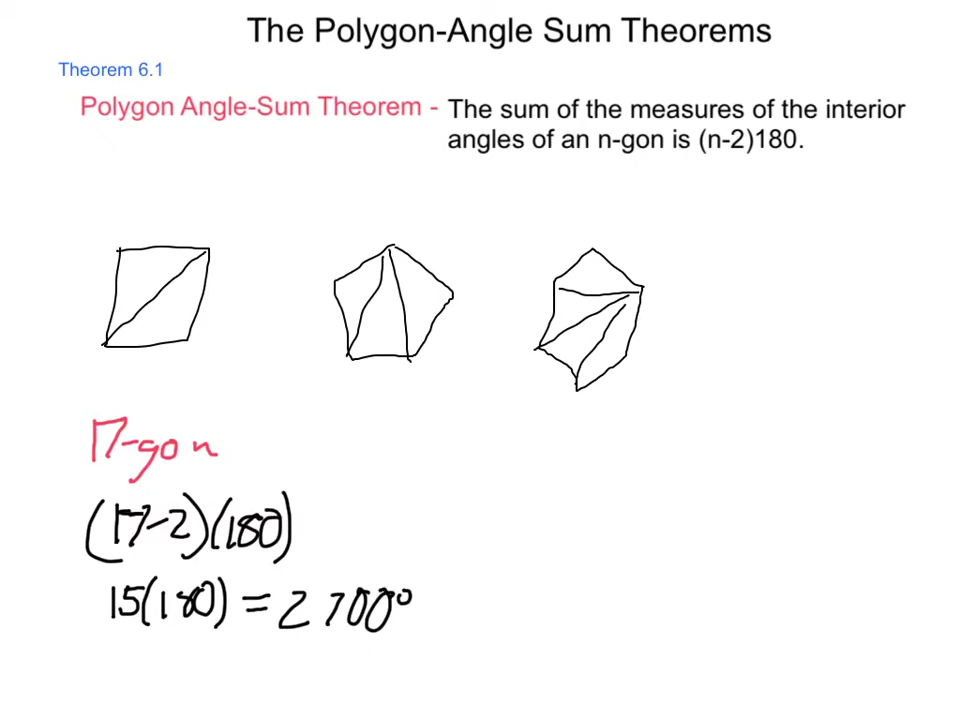 The Polygon-Angle Sum Theorems
Theorem 6.1
Polygon Angle-Sum Theorem - The sum of the measures of the interior
angles of an n-gon is (n-2)180.
17-gon
(17-2)(180)
15(180) = 2700°